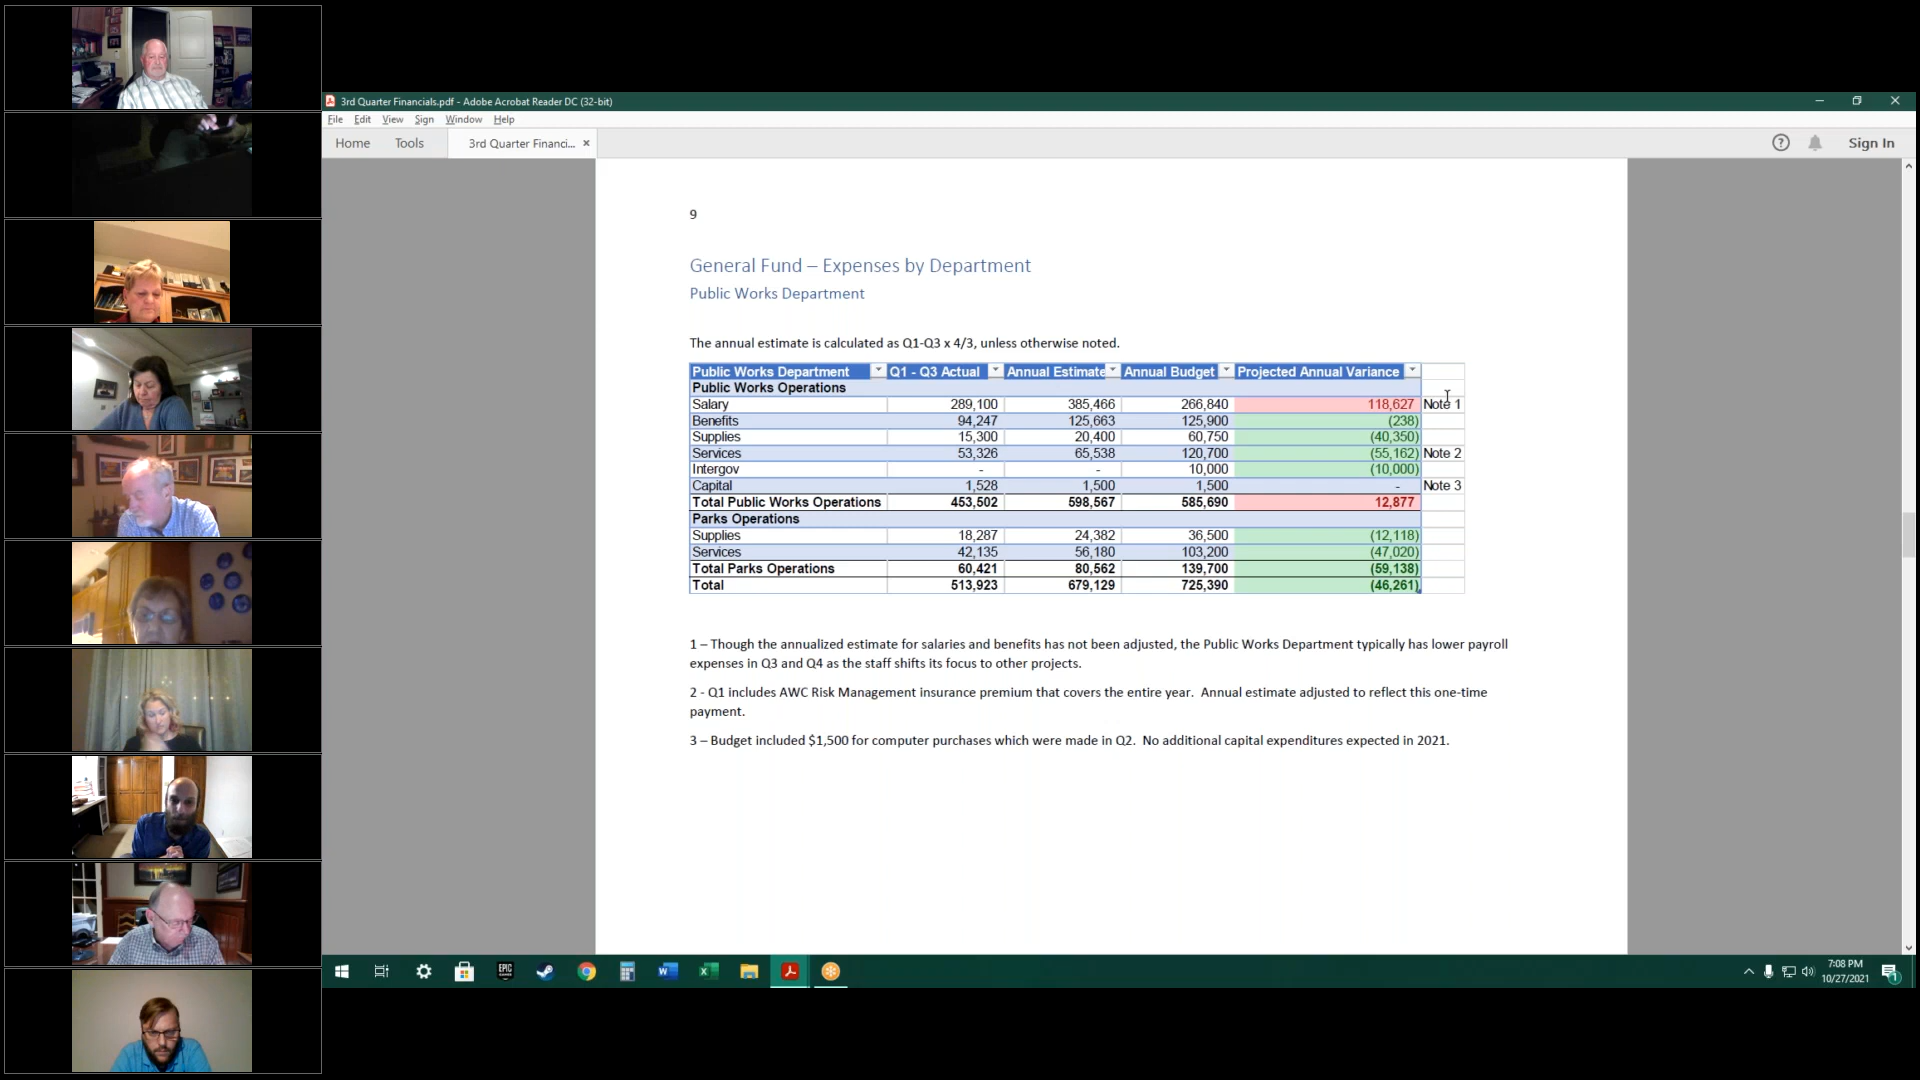 3rd Quarter Financials.pdf - Adobe Acrobat Reader DC (32-bit)
File Edit View Sign Window Help
Home Tools 3rd Quarter Financi... × Sign In
9
General Fund – Expenses by Department
Public Works Department
The annual estimate is calculated as Q1-Q3 x 4/3, unless otherwise noted.
Public Works Department Q1 - Q3 Actual Annual Estimate Annual Budget Projected Annual Variance
Public Works Operations
Salary 289,100 385,466 266,840 118,627 Note 1
Benefits 94,247 125,663 125,900 (238)
Supplies 15,300 20,400 60,750 (40,350)
Services 53,326 65,538 120,700 (55,162) Note 2
Intergov - - 10,000 (10,000)
Capital 1,528 1,500 1,500 - Note 3
Total Public Works Operations 453,502 598,567 585,690 12,877
Parks Operations
Supplies 18,287 24,382 36,500 (12,118)
Services 42,135 56,180 103,200 (47,020)
Total Parks Operations 60,421 80,562 139,700 (59,138)
Total 513,923 679,129 725,390 (46,261)
1 – Though the annualized estimate for salaries and benefits has not been adjusted, the Public Works Department typically has lower payroll
expenses in Q3 and Q4 as the staff shifts its focus to other projects.
2 - Q1 includes AWC Risk Management insurance premium that covers the entire year. Annual estimate adjusted to reflect this one-time
payment.
3 – Budget included $1,500 for computer purchases which were made in Q2. No additional capital expenditures expected in 2021.
EPIC
7:08 PM
10/27/2021
1